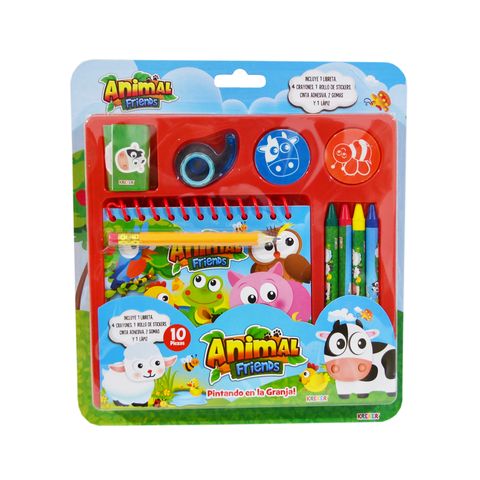 Animal
Friends
INCLUYE 1 LIBRETA,
4 CRAYONES, 1 ROLLO DE STICKERS
CINTA ADHESIVA, 2 GOMAS
Y 1 LÁPIZ
KREKER
Animal
Friends
INCLUYE 1 LIBRETA,
4 CRAYONES, 1 ROLLO DE STICKERS
CINTA ADHESIVA, 2 GOMAS
Y 1 LÁPIZ
10
Piezas
Animal
Friends
Pintando en la Granja!
KREKER